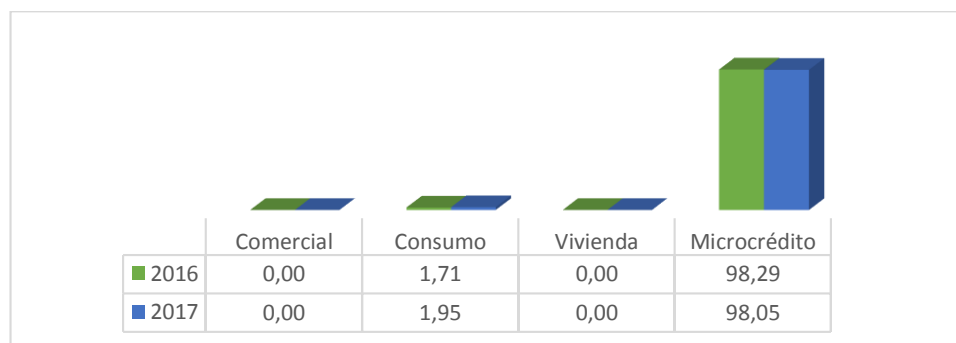 Comercial Consumo Vivienda Microcrédito
2016 0,00 1,71 0,00 98,29
2017 0,00 1,95 0,00 98,05